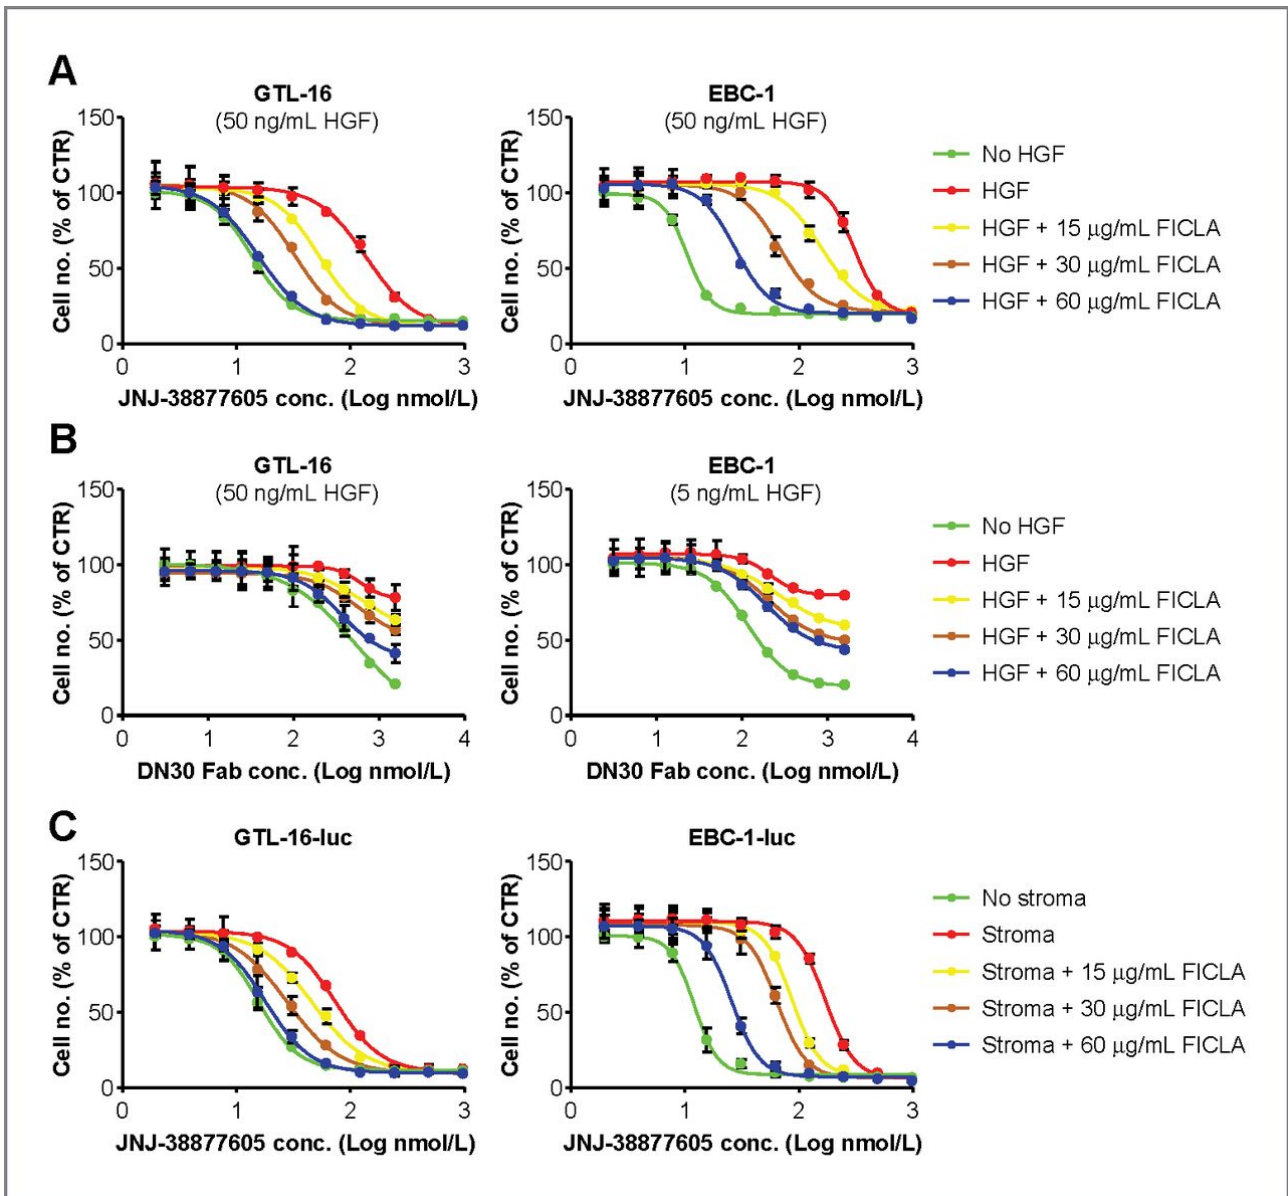 A
GTL-16
(50 ng/mL HGF)
EBC-1
(50 ng/mL HGF)
Cell no. (% of CTR)
150
100
50
0
0 1 2 3
JNJ-38877605 conc. (Log nmol/L)
Cell no. (% of CTR)
150
100
50
0
0 1 2 3
JNJ-38877605 conc. (Log nmol/L)
No HGF
HGF
HGF + 15 μg/mL FICLA
HGF + 30 μg/mL FICLA
HGF + 60 μg/mL FICLA
B
GTL-16
(50 ng/mL HGF)
EBC-1
(5 ng/mL HGF)
Cell no. (% of CTR)
150
100
50
0
0 1 2 3 4
DN30 Fab conc. (Log nmol/L)
Cell no. (% of CTR)
150
100
50
0
0 1 2 3 4
DN30 Fab conc. (Log nmol/L)
No HGF
HGF
HGF + 15 μg/mL FICLA
HGF + 30 μg/mL FICLA
HGF + 60 μg/mL FICLA
C
GTL-16-luc
EBC-1-luc
Cell no. (% of CTR)
150
100
50
0
0 1 2 3
JNJ-38877605 conc. (Log nmol/L)
Cell no. (% of CTR)
150
100
50
0
0 1 2 3
JNJ-38877605 conc. (Log nmol/L)
No stroma
Stroma
Stroma + 15 μg/mL FICLA
Stroma + 30 μg/mL FICLA
Stroma + 60 μg/mL FICLA